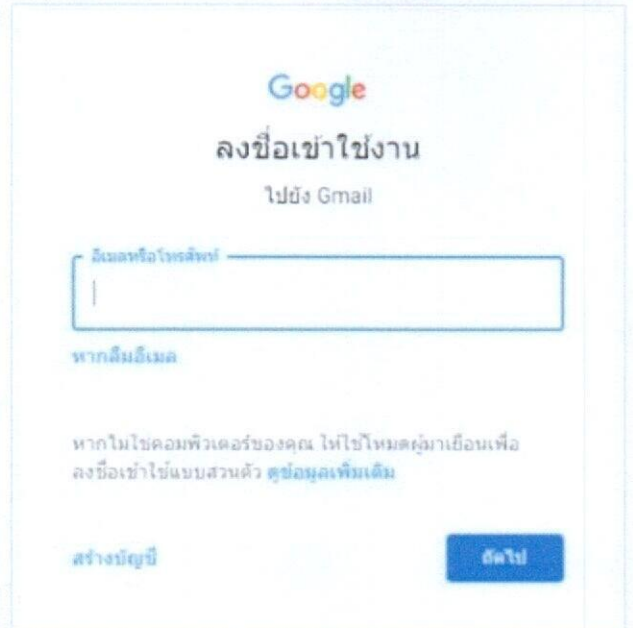 Google
ลงชื่อเข้าใช้งาน
ไปยัง Gmail
อีเมลหรือโทรศัพท์
หากลืมอีเมล
หากไม่ใช่คอมพิวเตอร์ของคุณ ให้ใช้โหมดผู้มาเยือนเพื่อ
ลงชื่อเข้าใช้แบบส่วนตัว ดูข้อมูลเพิ่มเติม
สร้างบัญชี
ถัดไป